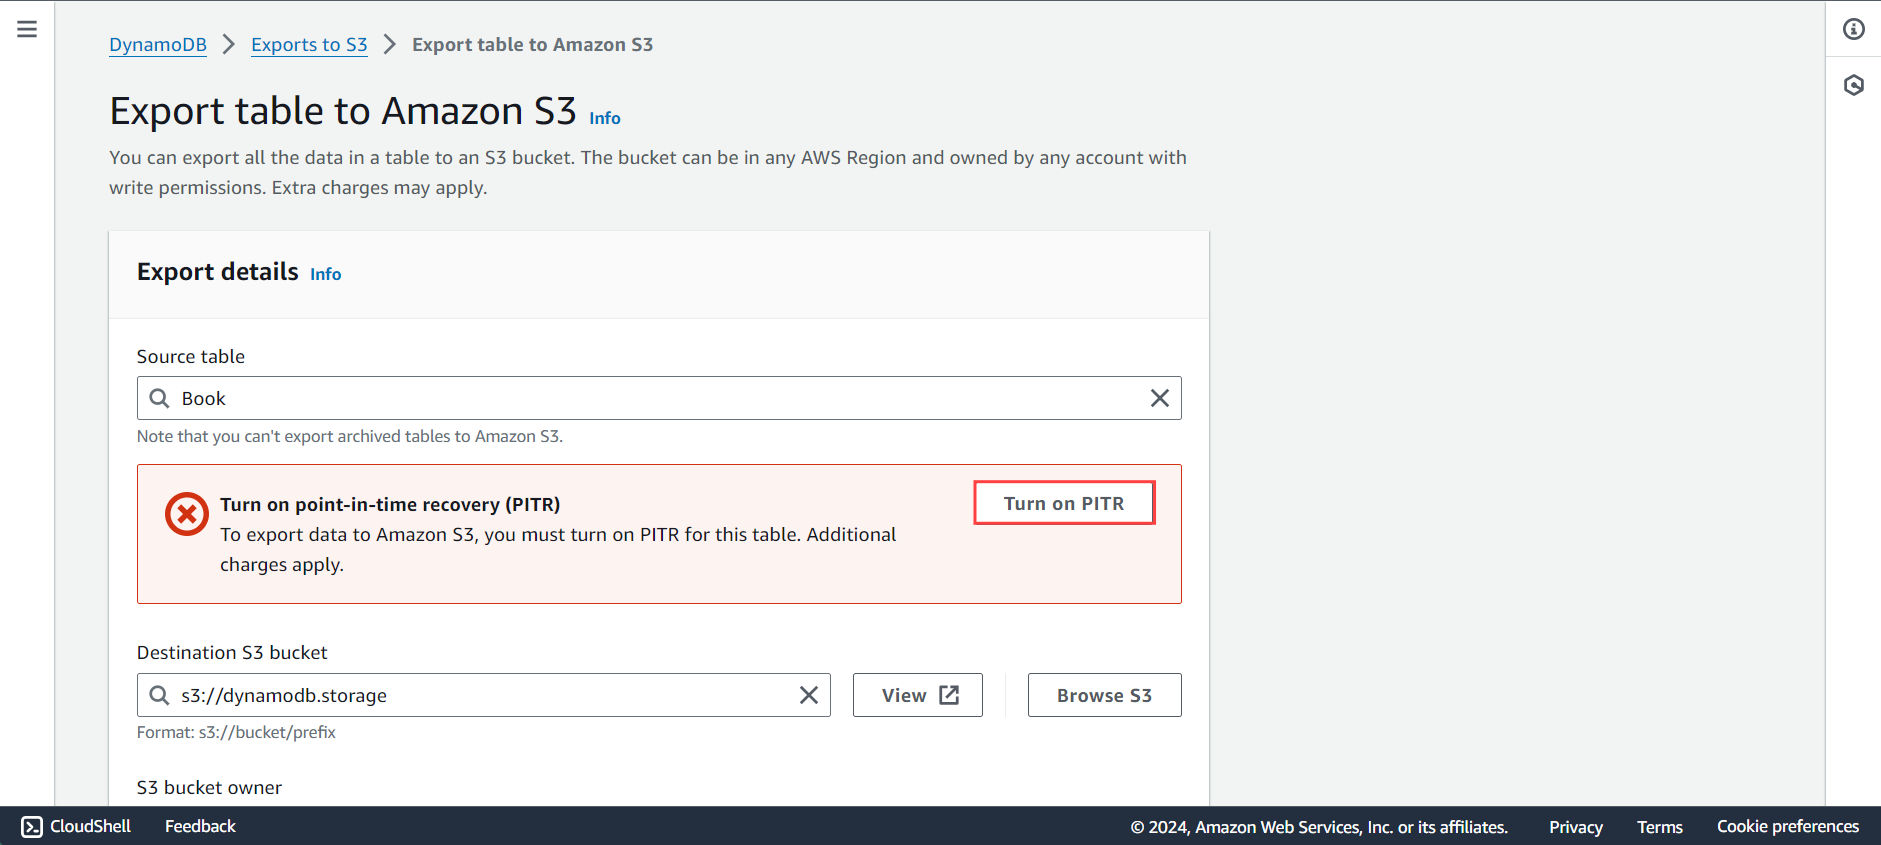 DynamoDB > Exports to S3 > Export table to Amazon S3
Export table to Amazon S3 Info
You can export all the data in a table to an S3 bucket. The bucket can be in any AWS Region and owned by any account with
write permissions. Extra charges may apply.
Export details Info
Source table
Book
Note that you can't export archived tables to Amazon S3.
Turn on point-in-time recovery (PITR)
Turn on PITR
To export data to Amazon S3, you must turn on PITR for this table. Additional
charges apply.
Destination S3 bucket
s3://dynamodb.storage
View
Browse S3
Format: s3://bucket/prefix
S3 bucket owner
CloudShell Feedback © 2024, Amazon Web Services, Inc. or its affiliates. Privacy Terms Cookie preferences